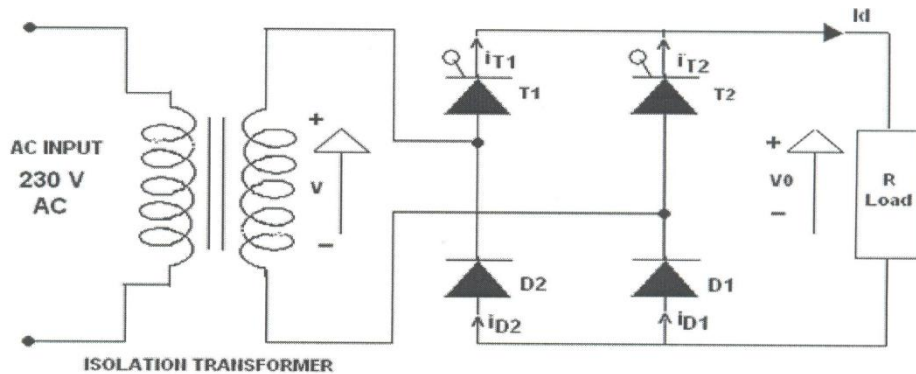 Id
iT1
iT2
T1
T2
AC INPUT
230 V
AC
+
V
–
+
V0
–
R
Load
D2
D1
iD2
iD1
ISOLATION TRANSFORMER